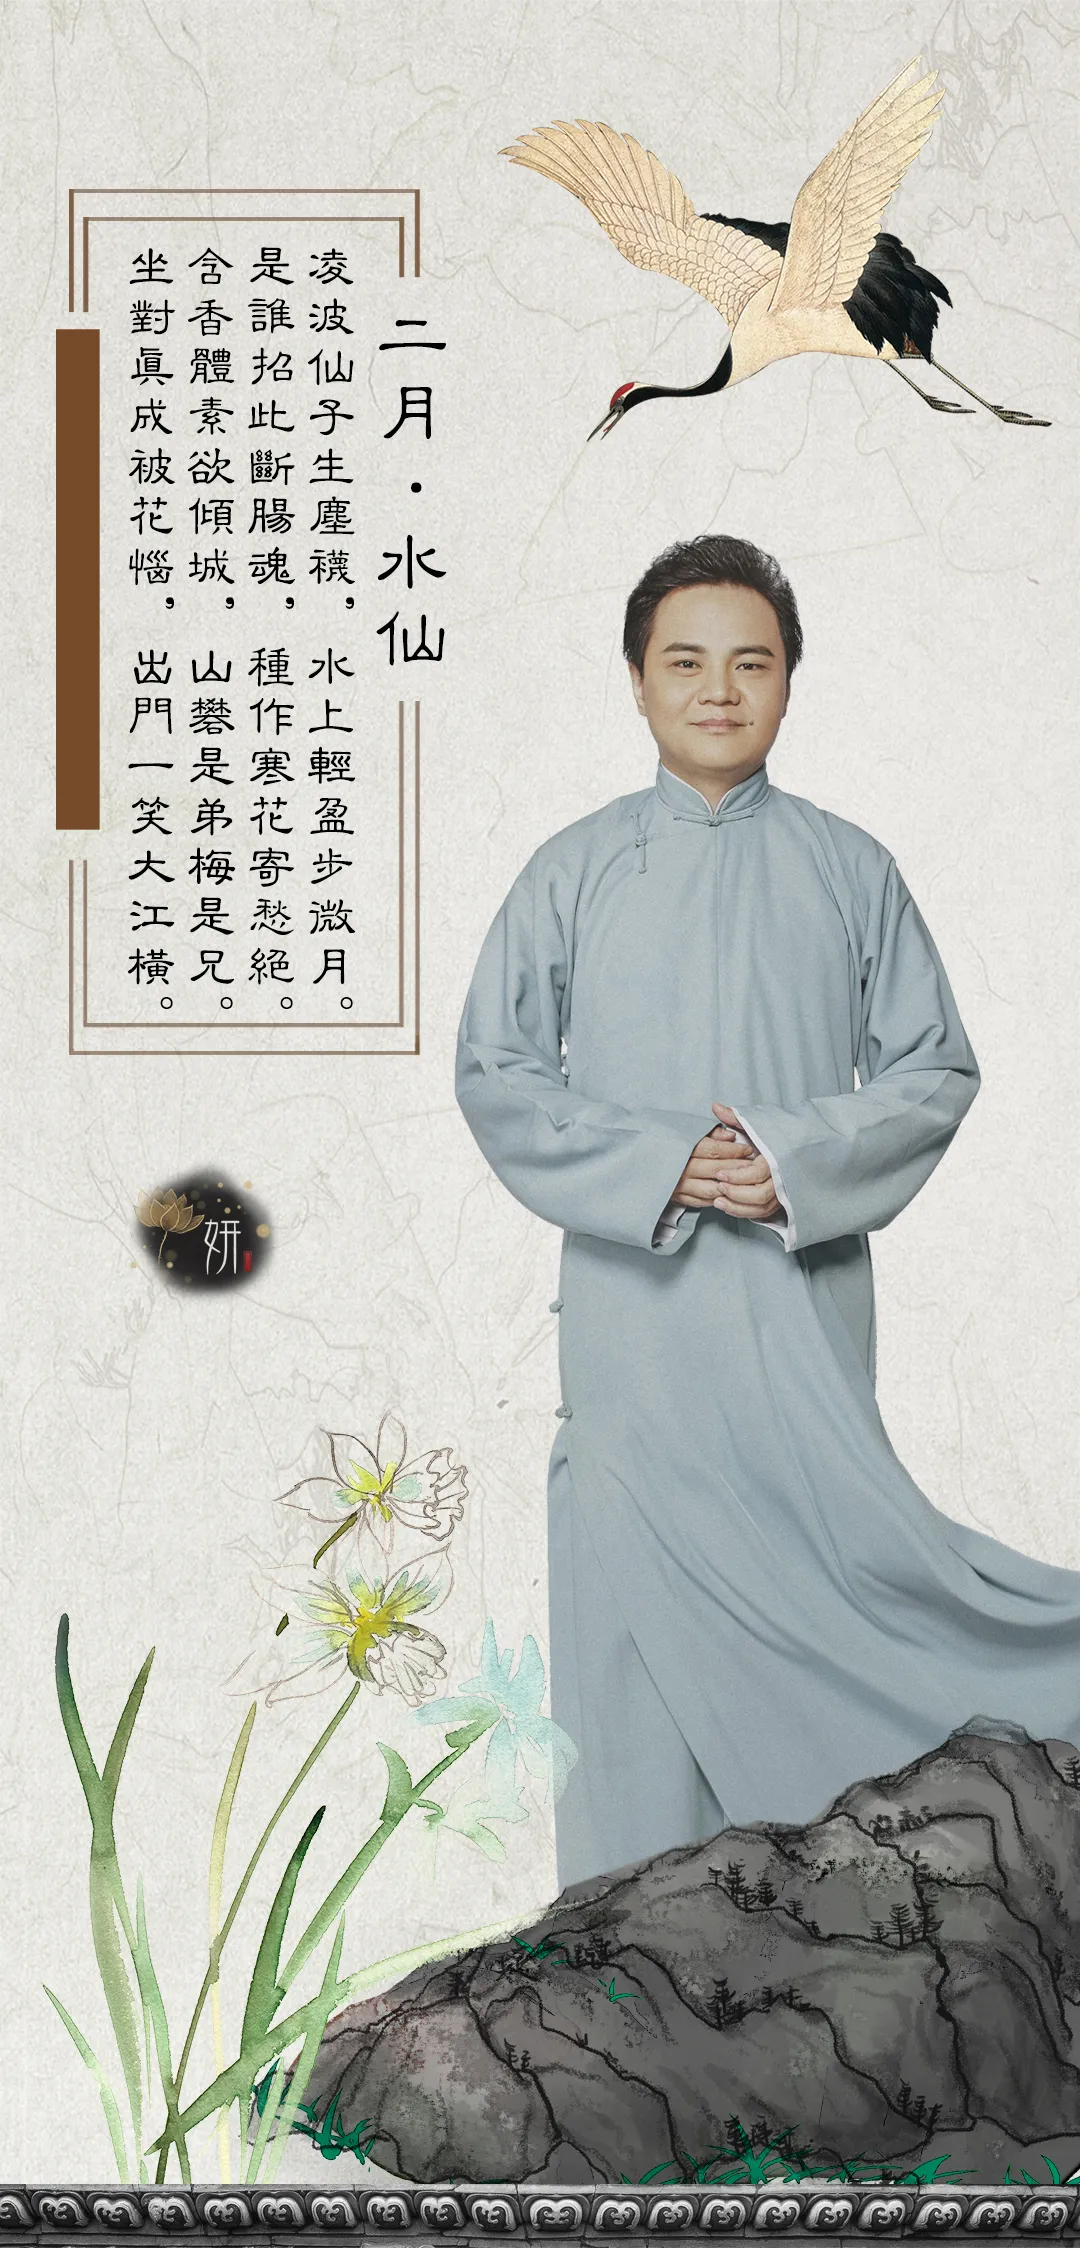 二月·水仙
凌波仙子生塵襪，水上輕盈步微月。
是誰招此斷腸魂，種作寒花寄愁絕。
含香體素欲傾城，山礬是弟梅是兄。
坐對眞成被花惱，出門一笑大江橫。
妍